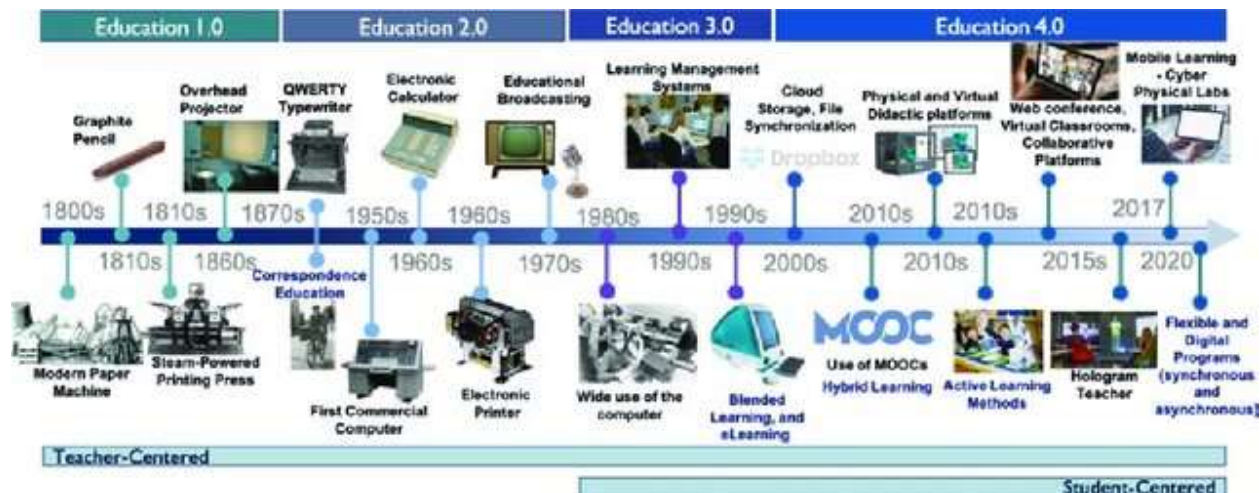 Education 1.0
Education 2.0
Education 3.0
Education 4.0
Graphite
Pencil
Overhead
Projector
QWERTY
Typewriter
Electronic
Calculator
Educational
Broadcasting
Learning Management
Systems
Cloud
Storage, File
Synchronization
Dropbox
Physical and Virtual
Didactic platforms
Web conference,
Virtual Classrooms,
Collaborative
Platforms
Mobile Learning
- Cyber
Physical Labs
1800s
1810s
1870s
1950s
1960s
1980s
1990s
2010s
2010s
2017
1810s
1860s
1960s
1970s
1990s
2000s
2010s
2015s
2020
Modern Paper
Machine
Steam-Powered
Printing Press
Correspondence
Education
First Commercial
Computer
Electronic
Printer
Wide use of the
computer
Blended
Learning, and
eLearning
MOOC
Use of MOOCs
Hybrid Learning
Active Learning
Methods
Hologram
Teacher
Flexible and
Digital
Programs
(synchronous
and
asynchronous)
Teacher-Centered
Student-Centered